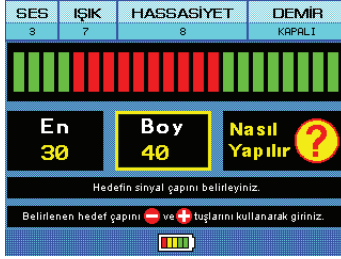 SES IŞIK HASSASİYET DEMİR
3 7 8 KAPALI
En Boy Nasıl
30 40 Yapılır ?
Hedefin sinyal çapını belirleyiniz.
Belirlenen hedef çapını - ve + tuşlarını kullanarak giriniz.